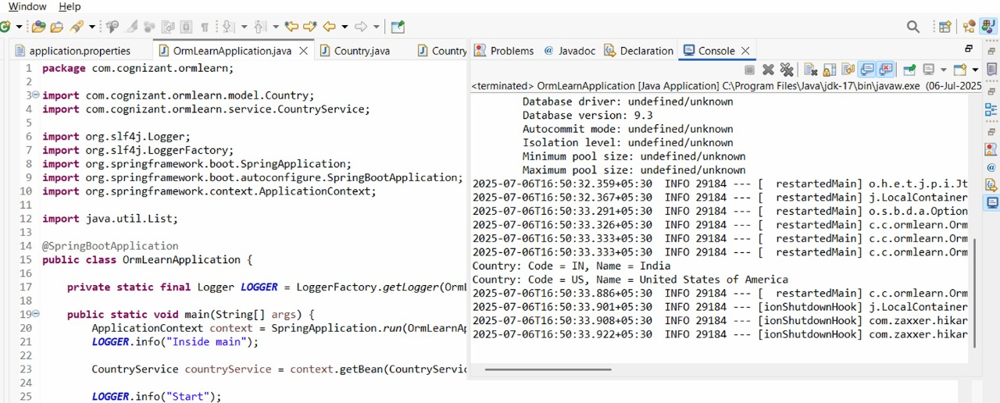 Window Help
application.properties OrmLearnApplication.java Country.java Country
1 package com.cognizant.ormlearn;
2
3 import com.cognizant.ormlearn.model.Country;
4 import com.cognizant.ormlearn.service.CountryService;
5
6 import org.slf4j.Logger;
7 import org.slf4j.LoggerFactory;
8 import org.springframework.boot.SpringApplication;
9 import org.springframework.boot.autoconfigure.SpringBootApplication;
10 import org.springframework.context.ApplicationContext;
11
12 import java.util.List;
13
14 @SpringBootApplication
15 public class OrmLearnApplication {
16
17 private static final Logger LOGGER = LoggerFactory.getLogger(OrmL
18
19 public static void main(String[] args) {
20 ApplicationContext context = SpringApplication.run(OrmLearnAp
21 LOGGER.info("Inside main");
22
23 CountryService countryService = context.getBean(CountryServic
24
25 LOGGER.info("Start");
Problems @ Javadoc Declaration Console
<terminated> OrmLearnApplication [Java Application] C:\Program Files\Java\jdk-17\bin\javaw.exe (06-Jul-2025
Database driver: undefined/unknown
Database version: 9.3
Autocommit mode: undefined/unknown
Isolation level: undefined/unknown
Minimum pool size: undefined/unknown
Maximum pool size: undefined/unknown
2025-07-06T16:50:32.359+05:30 INFO 29184 --- [ restartedMain] o.h.e.t.j.p.i.Jt
2025-07-06T16:50:32.367+05:30 INFO 29184 --- [ restartedMain] j.LocalContainer
2025-07-06T16:50:33.291+05:30 INFO 29184 --- [ restartedMain] o.s.b.d.a.Option
2025-07-06T16:50:33.326+05:30 INFO 29184 --- [ restartedMain] c.c.ormlearn.Orm
2025-07-06T16:50:33.333+05:30 INFO 29184 --- [ restartedMain] c.c.ormlearn.Orm
2025-07-06T16:50:33.333+05:30 INFO 29184 --- [ restartedMain] c.c.ormlearn.Orm
Country: Code = IN, Name = India
Country: Code = US, Name = United States of America
2025-07-06T16:50:33.886+05:30 INFO 29184 --- [ restartedMain] c.c.ormlearn.Orm
2025-07-06T16:50:33.901+05:30 INFO 29184 --- [ionShutdownHook] j.LocalContainer
2025-07-06T16:50:33.908+05:30 INFO 29184 --- [ionShutdownHook] com.zaxxer.hikar
2025-07-06T16:50:33.922+05:30 INFO 29184 --- [ionShutdownHook] com.zaxxer.hikar